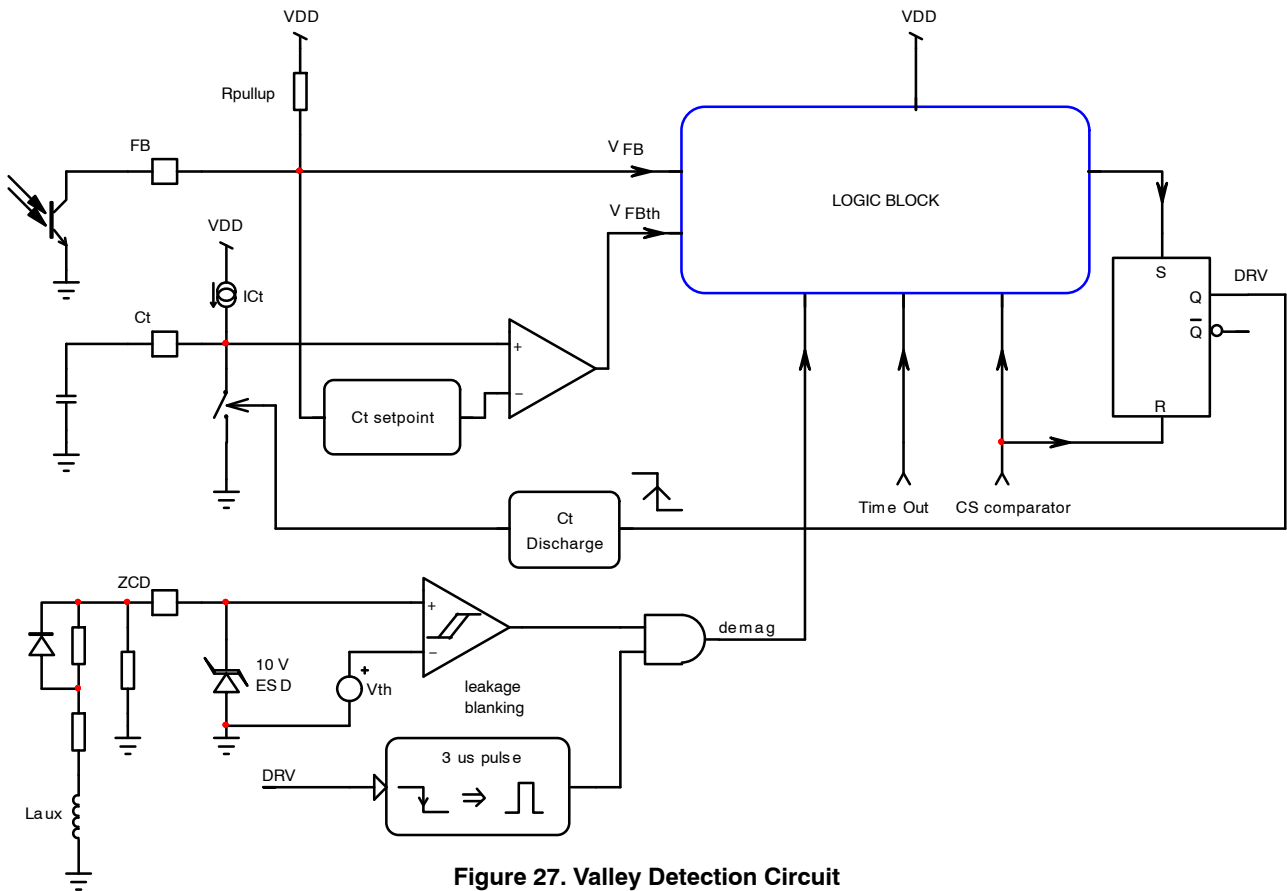 VDD
VDD
Rpullup
FB
V FB
LOGIC BLOCK
V FBth
VDD
ICt
Ct
+
−
Ct setpoint
S
Q
DRV
Q
R
Time Out
CS comparator
Ct
Discharge
ZCD
+
−
10 V
ESD
+
Vth
leakage
blanking
demag
3 us pulse
DRV
⇒
Laux
Figure 27. Valley Detection Circuit